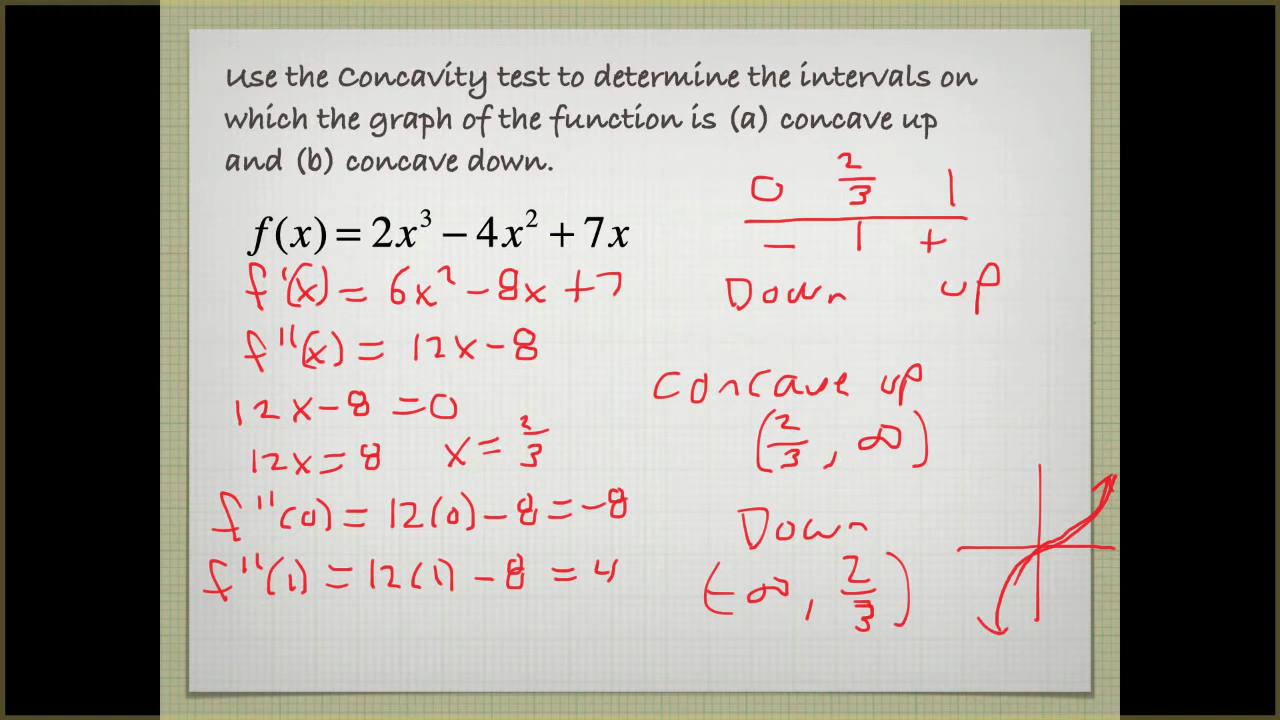 Use the Concavity test to determine the intervals on
which the graph of the function is (a) concave up
and (b) concave down.
f(x) = 2x³ − 4x² + 7x
f'(x) = 6x² − 8x + 7
f''(x) = 12x − 8
12x − 8 = 0
12x = 8 x = 2/3
f''(0) = 12(0) − 8 = −8
f''(1) = 12(1) − 8 = 4
0 2/3 1
− | +
Down up
Concave up
(2/3, ∞)
Down
(−∞, 2/3)